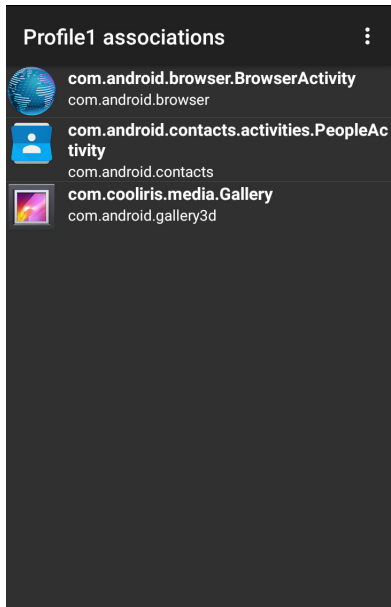 Profile1 associations
com.android.browser.BrowserActivity
com.android.browser
com.android.contacts.activities.PeopleAc
tivity
com.android.contacts
com.cooliris.media.Gallery
com.android.gallery3d